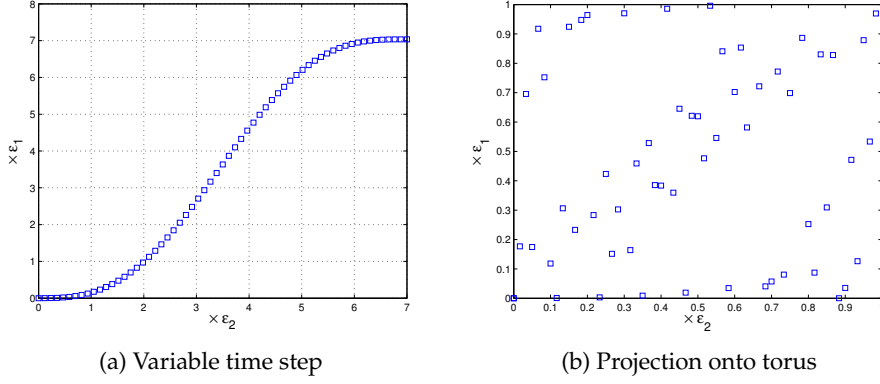 8
7
6
5
4
3
2
1
0
× ε₁
0 1 2 3 4 5 6 7
× ε₂
(a) Variable time step
1
0.9
0.8
0.7
0.6
0.5
0.4
0.3
0.2
0.1
0
× ε₁
0 0.1 0.2 0.3 0.4 0.5 0.6 0.7 0.8 0.9
× ε₂
(b) Projection onto torus